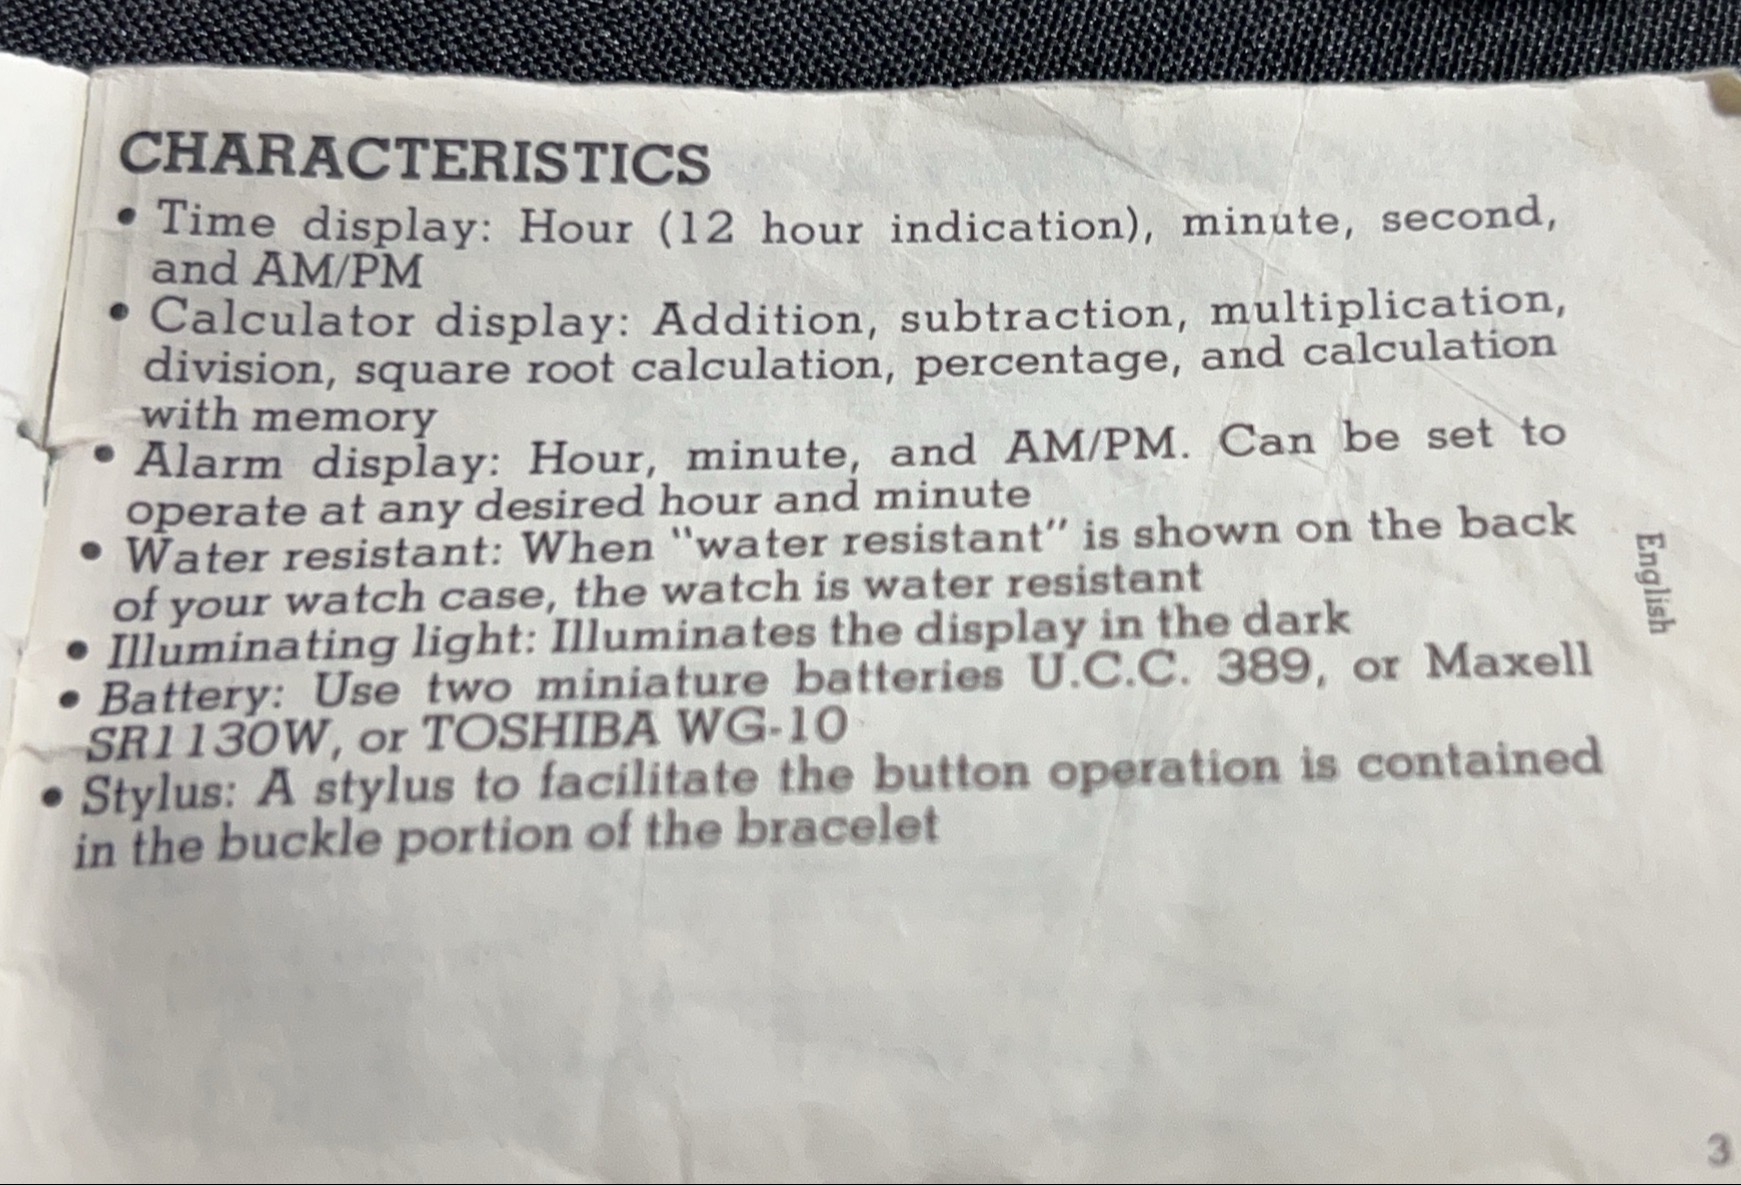 CHARACTERISTICS
• Time display: Hour (12 hour indication), minute, second,
and AM/PM
• Calculator display: Addition, subtraction, multiplication,
division, square root calculation, percentage, and calculation
with memory
• Alarm display: Hour, minute, and AM/PM. Can be set to
operate at any desired hour and minute
• Water resistant: When "water resistant" is shown on the back
of your watch case, the watch is water resistant
• Illuminating light: Illuminates the display in the dark
• Battery: Use two miniature batteries U.C.C. 389, or Maxell
SR1130W, or TOSHIBA WG-10
• Stylus: A stylus to facilitate the button operation is contained
in the buckle portion of the bracelet
English
3